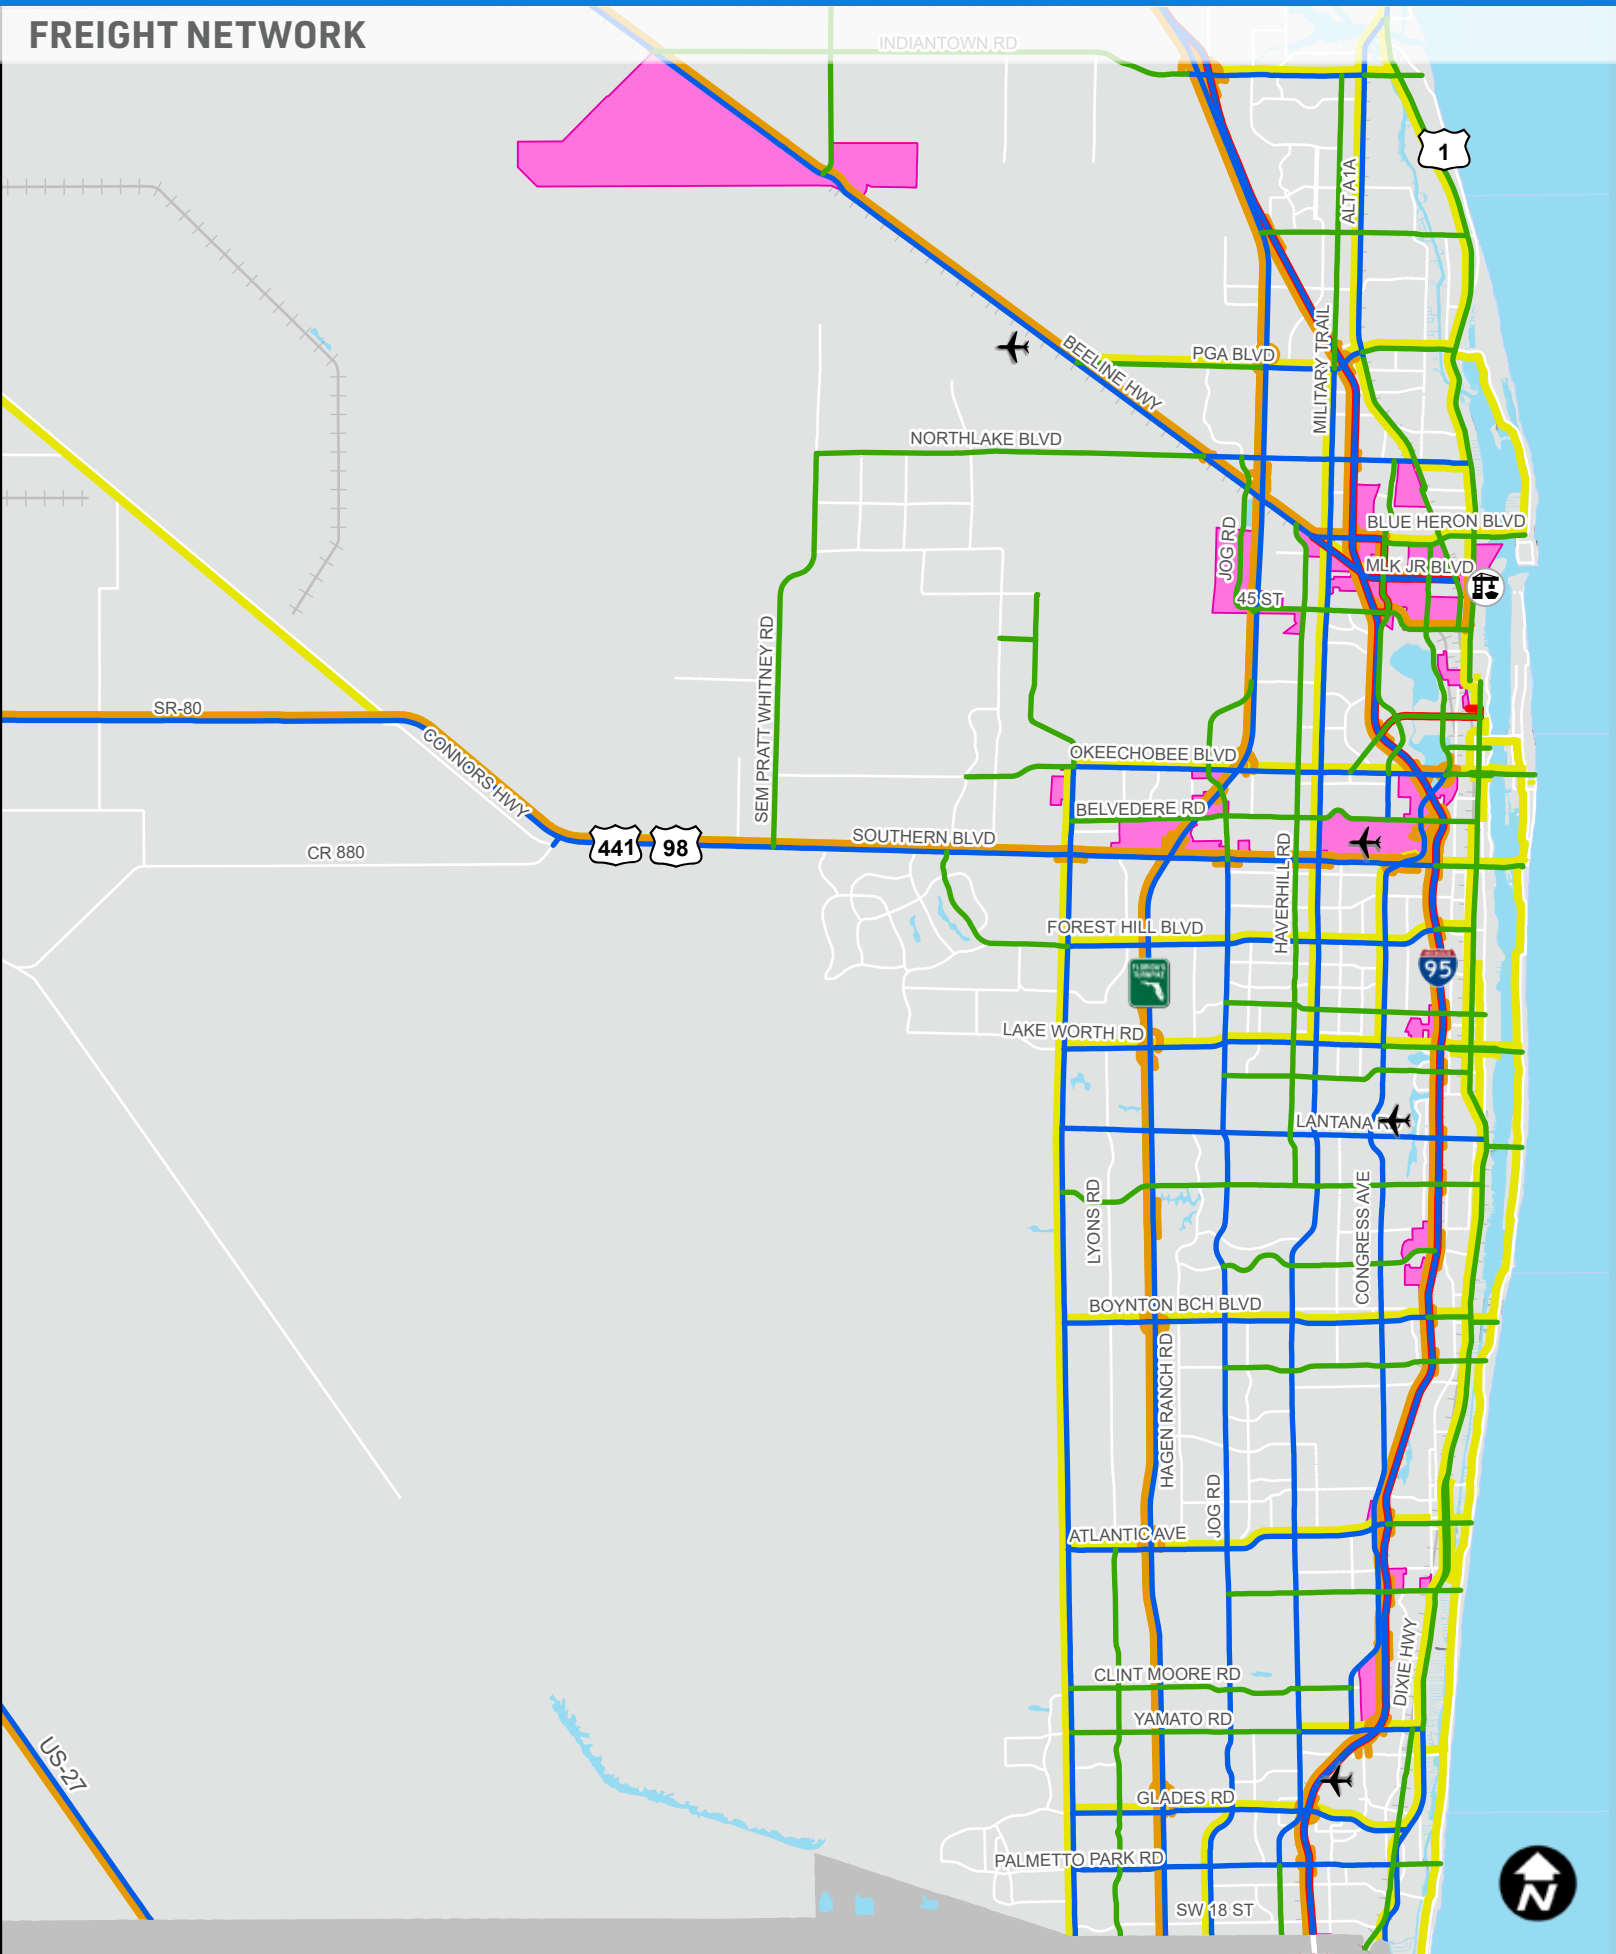 FREIGHT NETWORK
INDIANTOWN RD
1
ALT A1A
MILITARY TRAIL
BEELINE HWY
PGA BLVD
NORTHLAKE BLVD
JOG RD
BLUE HERON BLVD
MLK JR BLVD
45 ST
SEM PRATT WHITNEY RD
SR-80
CONNORS HWY
OKEECHOBEE BLVD
BELVEDERE RD
SOUTHERN BLVD
441
98
CR 880
HAVERHILL RD
FOREST HILL BLVD
FLORIDA'S
TURNPIKE
95
LAKE WORTH RD
LANTANA R
LYONS RD
CONGRESS AVE
BOYNTON BCH BLVD
HAGEN RANCH RD
JOG RD
ATLANTIC AVE
DIXIE HWY
CLINT MOORE RD
YAMATO RD
US-27
GLADES RD
PALMETTO PARK RD
SW 18 ST
N